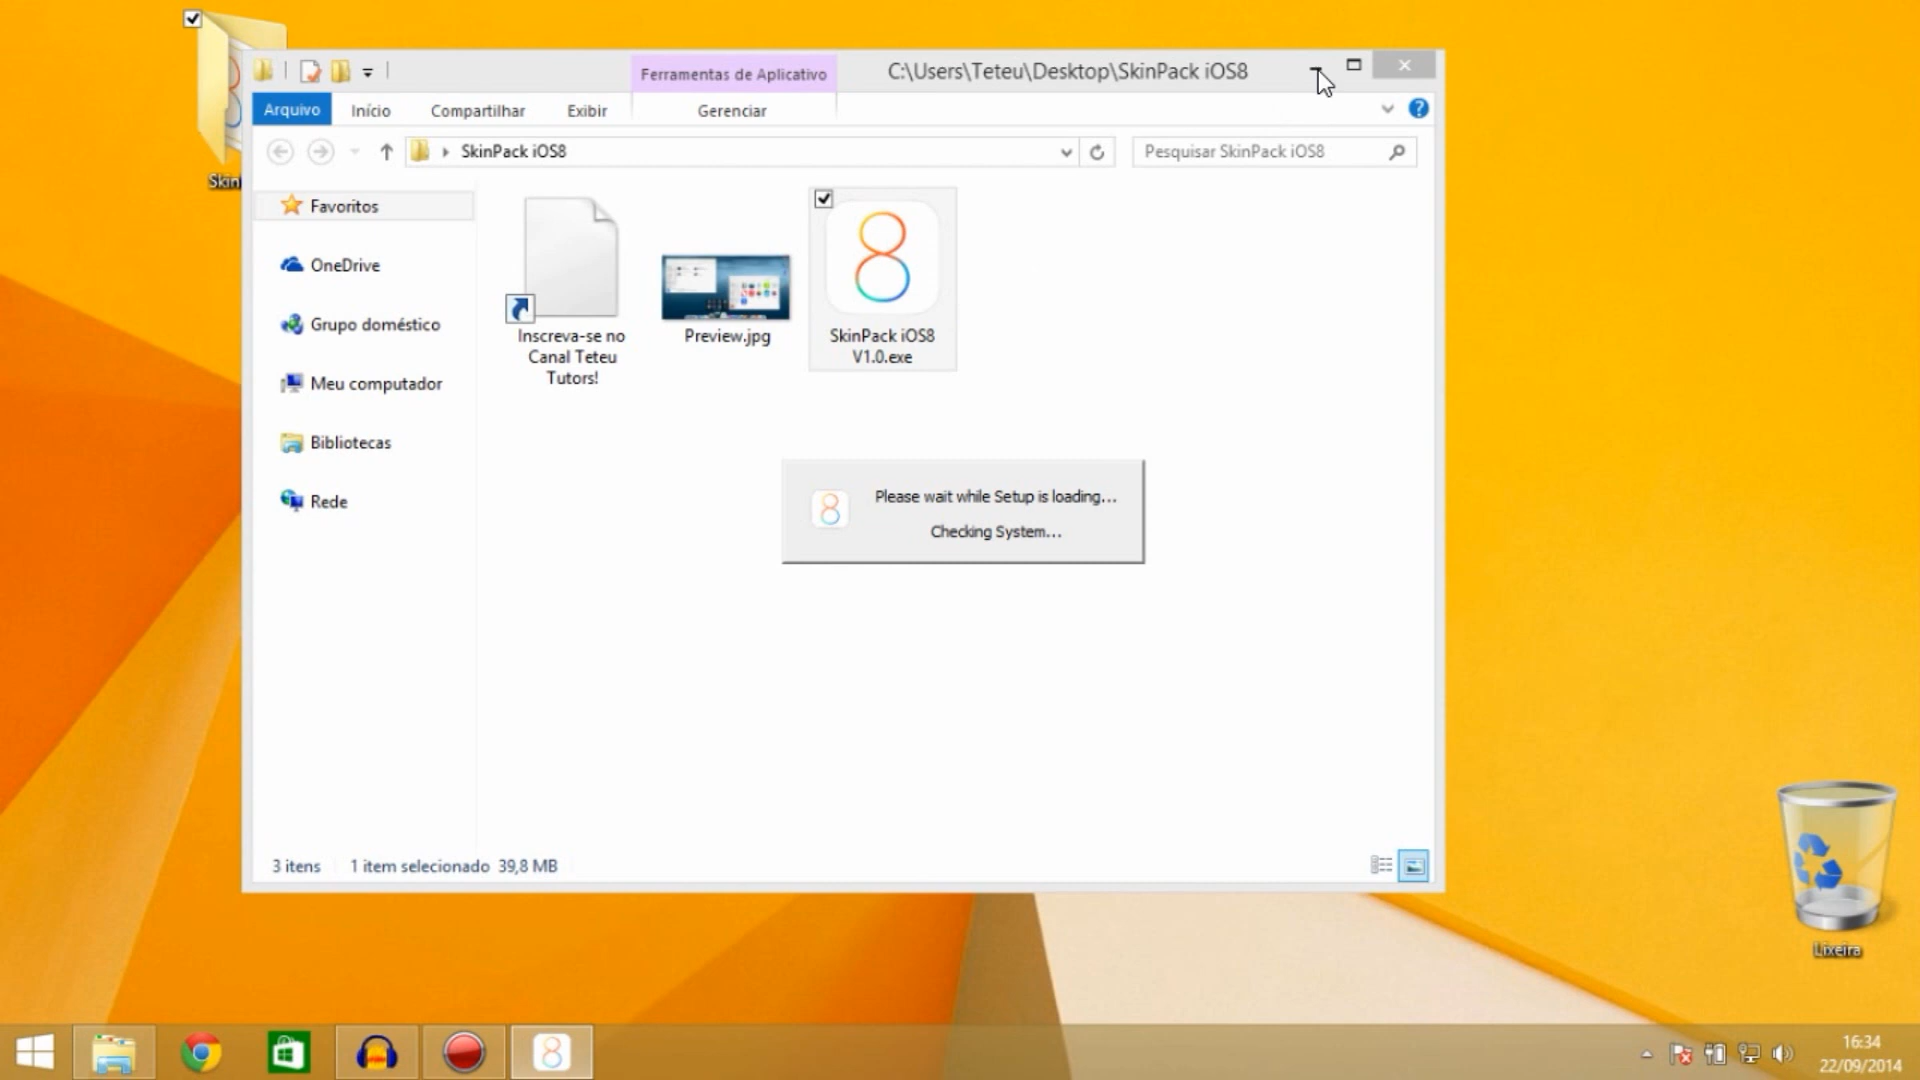 Ferramentas de Aplicativo
C:\Users\Teteu\Desktop\SkinPack iOS8
Arquivo
Início
Compartilhar
Exibir
Gerenciar
SkinPack iOS8
Pesquisar SkinPack iOS8
Skin
Favoritos
OneDrive
Grupo doméstico
Meu computador
Bibliotecas
Rede
Inscreva-se no
Canal Teteu
Tutors!
Preview.jpg
8
SkinPack iOS8
V1.0.exe
8
Please wait while Setup is loading...
Checking System...
3 itens
1 item selecionado 39,8 MB
Lixeira
8
16:34
22/09/2014